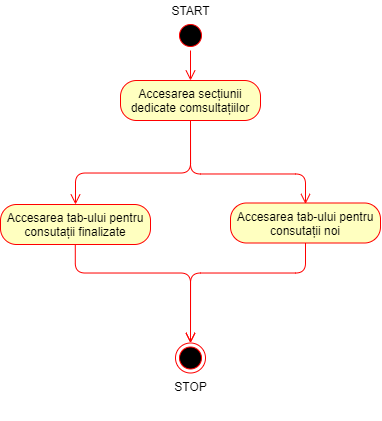 START
Accesarea secțiunii
dedicate comsultațiilor
Accesarea tab-ului pentru
consutații finalizate
Accesarea tab-ului pentru
consutații noi
STOP